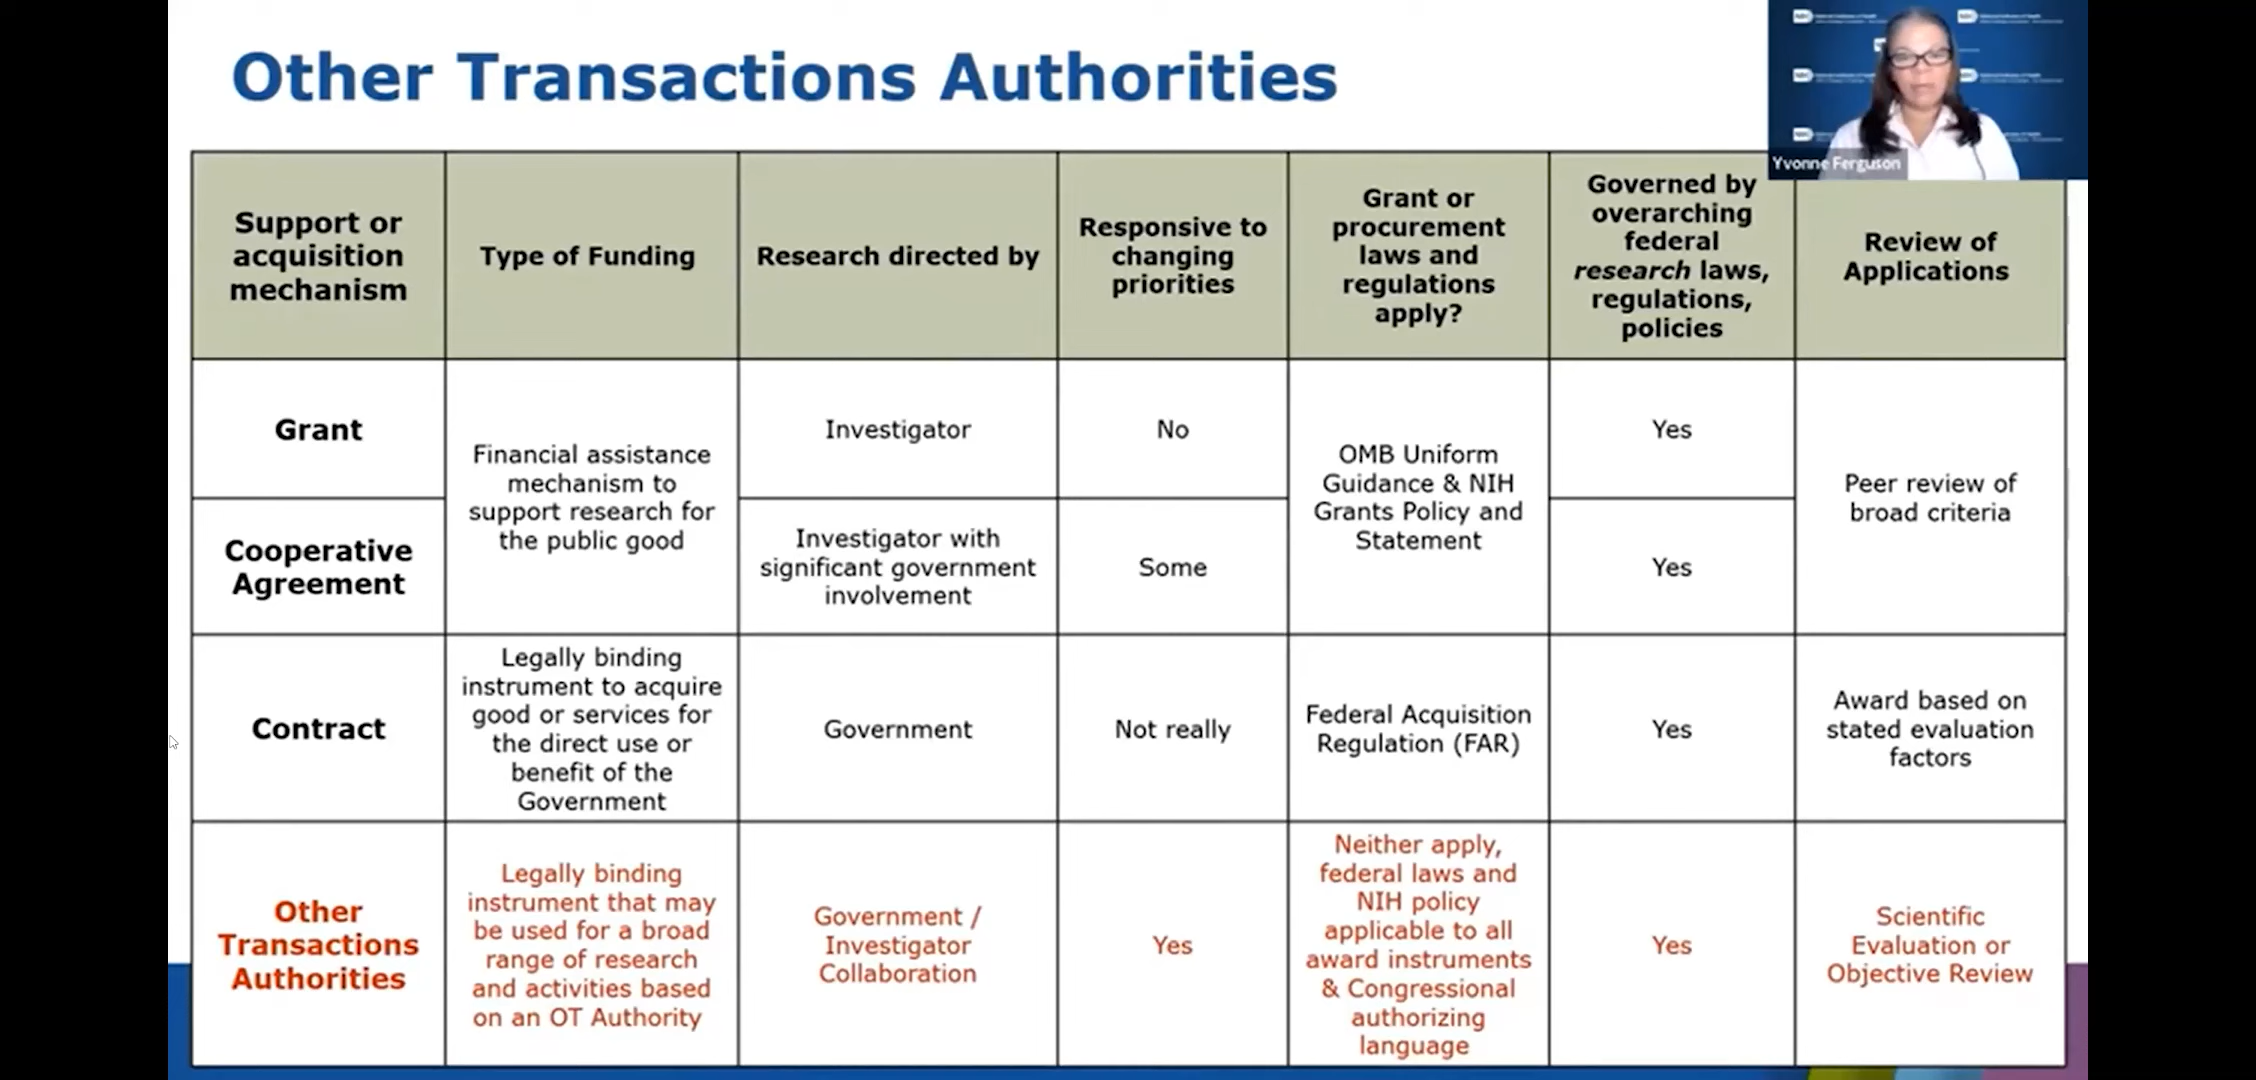 Other Transactions Authorities
Yvonne Ferguson
Support or
acquisition
mechanism
Type of Funding
Research directed by
Responsive to
changing
priorities
Grant or
procurement
laws and
regulations
apply?
Governed by
overarching
federal
research laws,
regulations,
policies
Review of
Applications
Grant
Financial assistance
mechanism to
support research for
the public good
Investigator
No
OMB Uniform
Guidance & NIH
Grants Policy and
Statement
Yes
Peer review of
broad criteria
Cooperative
Agreement
Investigator with
significant government
involvement
Some
Yes
Contract
Legally binding
instrument to acquire
good or services for
the direct use or
benefit of the
Government
Government
Not really
Federal Acquisition
Regulation (FAR)
Yes
Award based on
stated evaluation
factors
Other
Transactions
Authorities
Legally binding
instrument that may
be used for a broad
range of research
and activities based
on an OT Authority
Government /
Investigator
Collaboration
Yes
Neither apply,
federal laws and
NIH policy
applicable to all
award instruments
& Congressional
authorizing
language
Yes
Scientific
Evaluation or
Objective Review